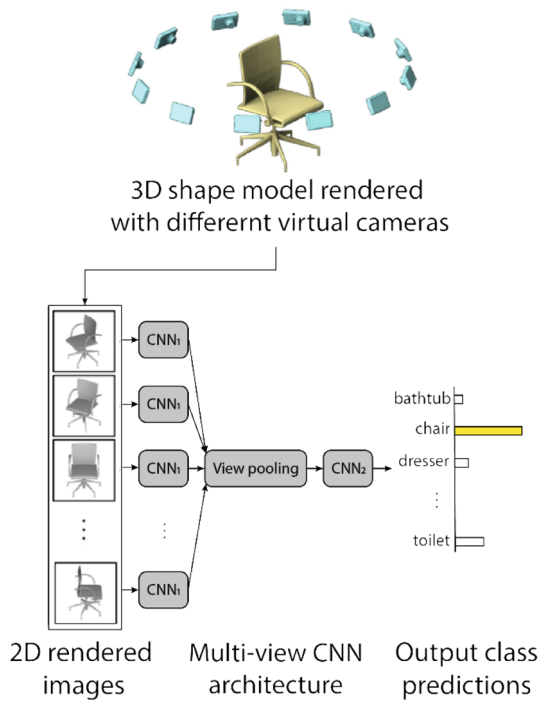 3D shape model rendered
with differernt virtual cameras
CNN₁
CNN₁
CNN₁
View pooling
CNN₂
CNN₁
bathtub
chair
dresser
toilet
2D rendered
images
Multi-view CNN
architecture
Output class
predictions